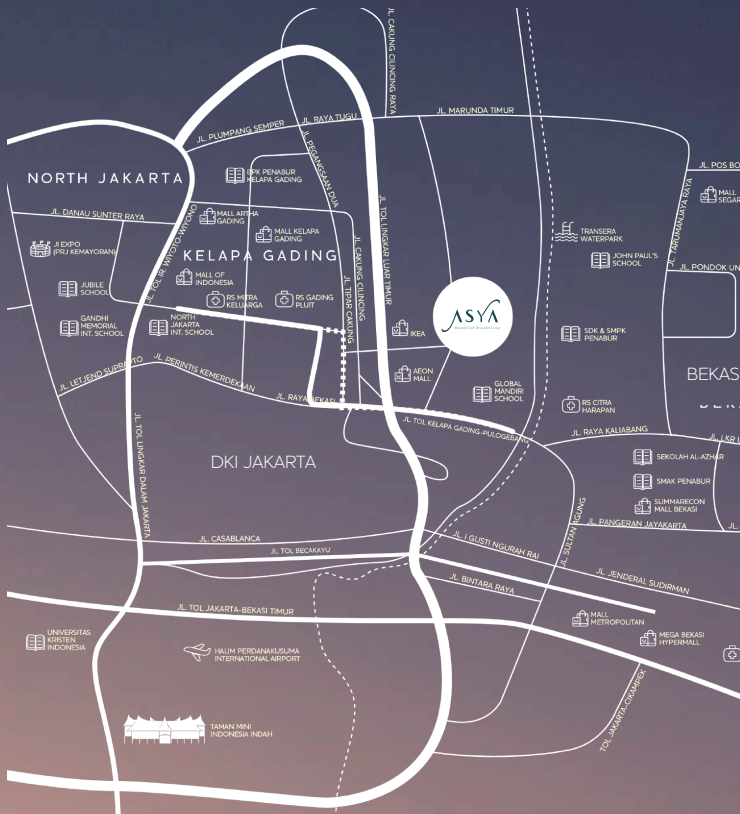 JL. CAKUNG CILINCING RAYA
JL. MARUNDA TIMUR
JL. RAYA TUGU
JL. PLUMPANG SEMPER
JL. PEGANGSAAN DUA
JL. POS
NORTH JAKARTA
BPK PENABUR
KELAPA GADING
MALL
JL. TARUMANJAYA RAYA
JL. DANAU SUNTER RAYA
MALL ARTHA
GADING
MALL KELAPA
GADING
JL. TOL IR. WIYOTO-WIYONO
JL. CAKUNG CILINCING
JL. TOL LINGKAR LUAR TIMUR
TRANSERA
WATERPARK
JOHN PAUL'S
SCHOOL
JL. PONDOK
JI EXPO
(PRJ KEMAYORAN)
KELAPA GADING
MALL OF
INDONESIA
JL. TIPAR CAKUNG
JUBILE
SCHOOL
RS MITRA
KELUARGA
RS GADING
PLUIT
ASYA
GANDHI
MEMORIAL
INT. SCHOOL
NORTH
JAKARTA
INT. SCHOOL
IKEA
SDK & SMPK
PENABUR
JL. LETJEND SUPRAPTO
JL. PERINTIS KEMERDEKAAN
AEON
MALL
GLOBAL
MANDIRI
SCHOOL
BEKAS
JL. RAYA BEKASI
RS CITRA
HARAPAN
JL. TOL KELAPA GADING-PULOGEBANG
JL. RAYA KALIABANG
JL. TOL LINGKAR DALAM JAKARTA
DKI JAKARTA
SEKOLAH AL-AZHAR
SMAK PENABUR
SUMMARECON
MALL BEKASI
JL. SULTAN AGUNG
JL. PANGERAN JAYAKARTA
JL.
JL. CASABLANCA
JL. TOL BECAKAYU
JL. I GUSTI NGURAH RAI
JL. BINTARA RAYA
JL. JENDERAL SUDIRMAN
JL. TOL JAKARTA-BEKASI TIMUR
MALL
METROPOLITAN
MEGA BEKASI
HYPERMALL
UNIVERSITAS
KRISTEN
INDONESIA
HALIM PERDANAKUSUMA
INTERNATIONAL AIRPORT
TOL JAKARTA-CIKAMPEK
TAMAN MINI
INDONESIA INDAH